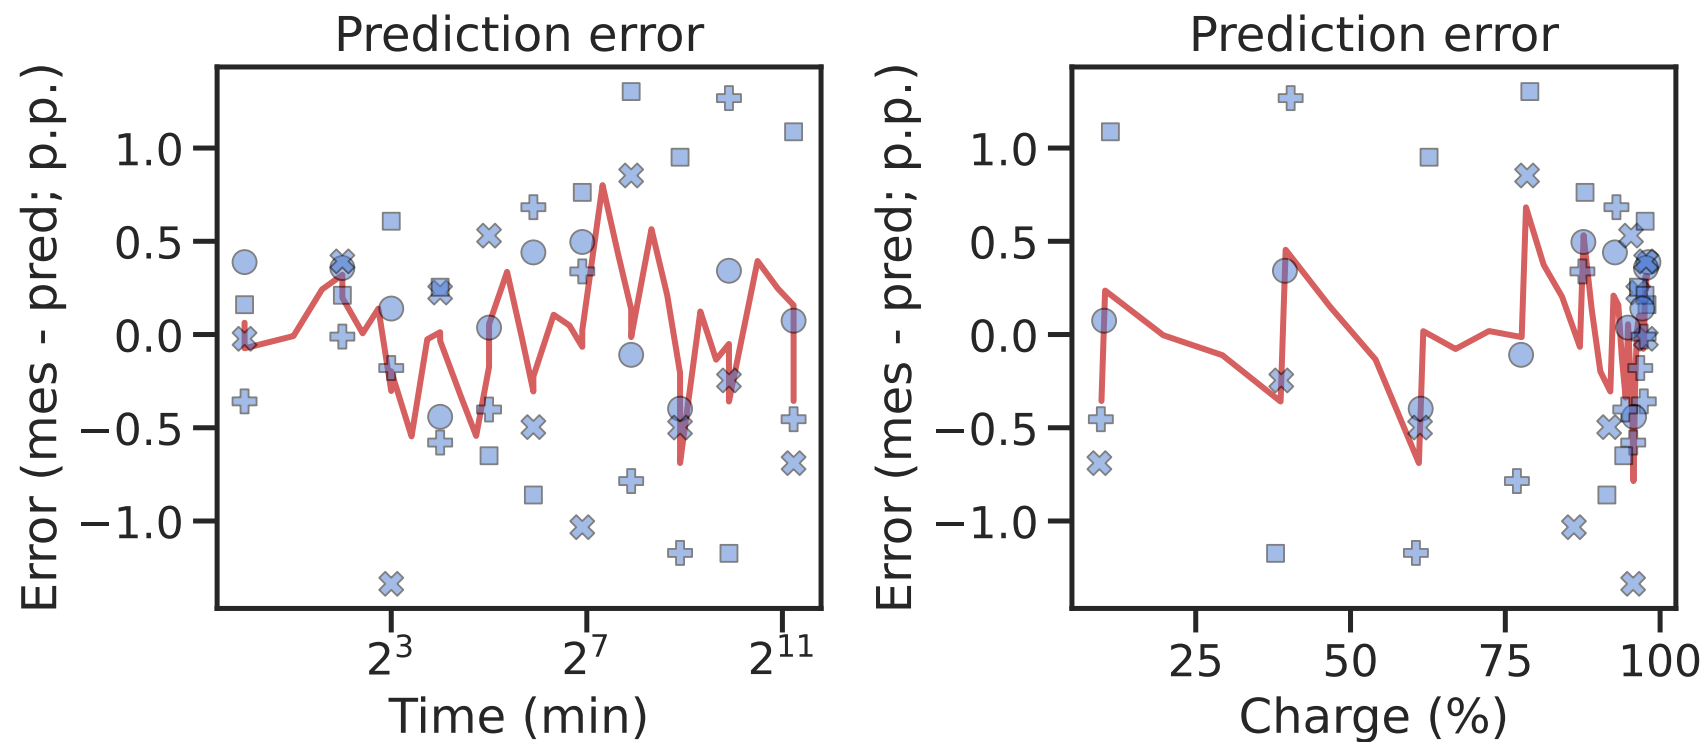 Prediction error
Error (mes - pred; p.p.)
1.0
0.5
0.0
−0.5
−1.0
2³
2⁷
2¹¹
Time (min)
Prediction error
Error (mes - pred; p.p.)
1.0
0.5
0.0
−0.5
−1.0
25
50
75
100
Charge (%)